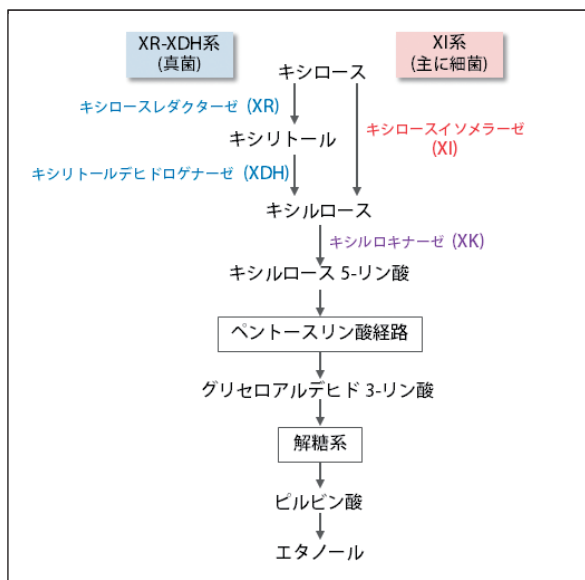 XR-XDH系
(真菌)
XI系
(主に細菌)
キシロース
キシロースレダクターゼ (XR)
キシリトール
キシロースイソメラーゼ
(XI)
キシリトールデヒドロゲナーゼ (XDH)
キシルロース
キシルロキナーゼ (XK)
キシルロース 5-リン酸
ペントースリン酸経路
グリセロアルデヒド 3-リン酸
解糖系
ピルビン酸
エタノール